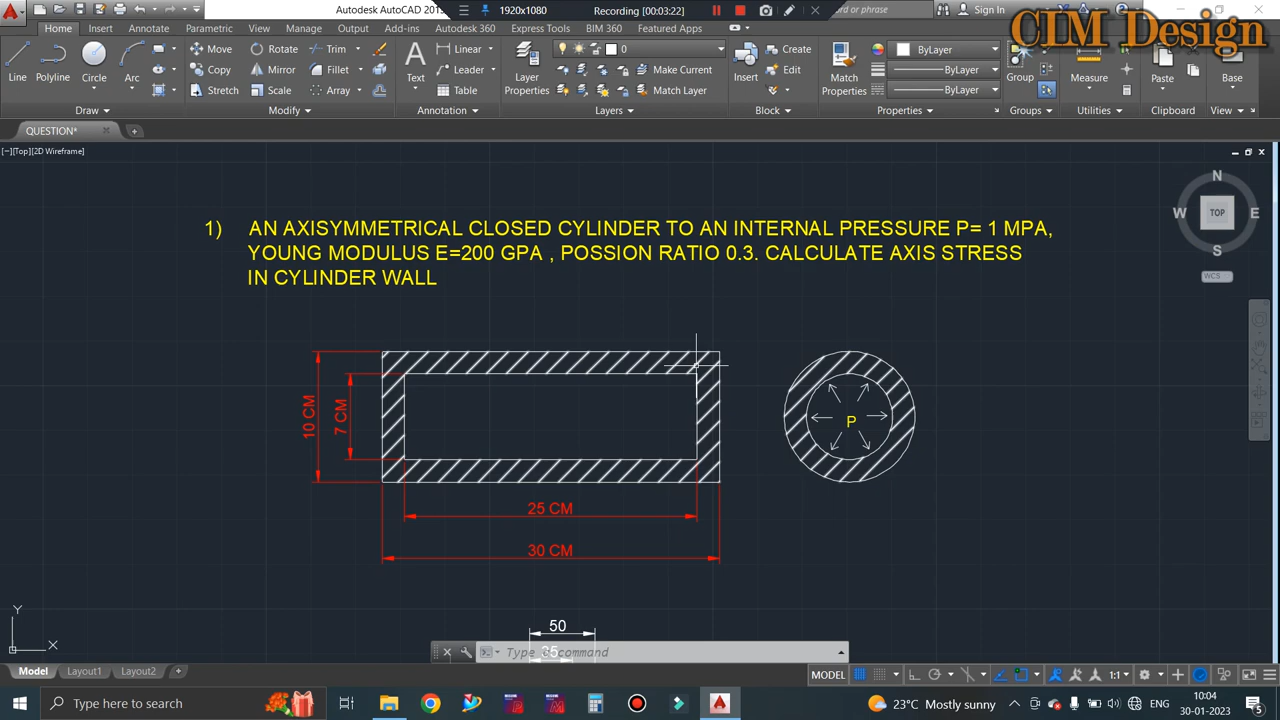 Autodesk AutoCAD 201
1920x1080
Recording [00:03:22]
or phrase
Sign In
CIM Design
Home Insert Annotate Parametric View Manage Output Add-ins Autodesk 360 Express Tools BIM 360 Featured Apps
Line Polyline Circle Arc
Move Rotate Trim
Copy Mirror Fillet
Stretch Scale Array
Text
Linear
Leader
Table
Layer Properties
0
Make Current
Match Layer
Insert
Create
Edit
Match Properties
ByLayer
ByLayer
ByLayer
Group
Measure
Paste
Base
Draw Modify Annotation Layers Block Properties Groups Utilities Clipboard View
QUESTION*
[−][Top][2D Wireframe]
N
W TOP E
S
WCS
1) AN AXISYMMETRICAL CLOSED CYLINDER TO AN INTERNAL PRESSURE P= 1 MPA,
YOUNG MODULUS E=200 GPA , POSSION RATIO 0.3. CALCULATE AXIS STRESS
IN CYLINDER WALL
10 CM
7 CM
P
25 CM
30 CM
50
35
Y
X
Type a command
Model Layout1 Layout2
MODEL
1:1
Type here to search
23°C Mostly sunny
ENG
10:04
30-01-2023
5